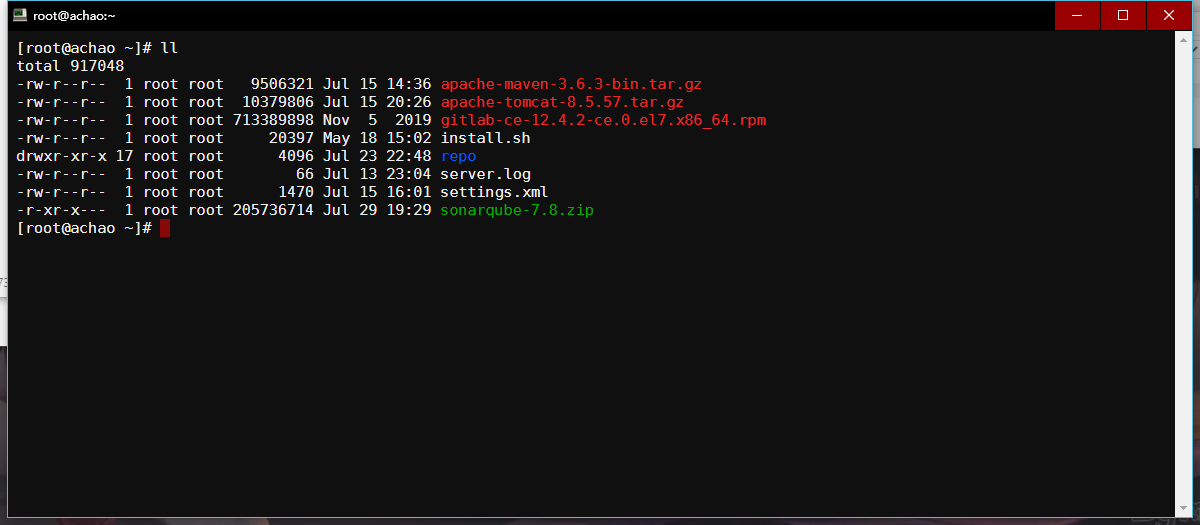 root@achao:~
[root@achao ~]# ll
total 917048
-rw-r--r--  1 root root   9506321 Jul 15 14:36 apache-maven-3.6.3-bin.tar.gz
-rw-r--r--  1 root root  10379806 Jul 15 20:26 apache-tomcat-8.5.57.tar.gz
-rw-r--r--  1 root root 713389898 Nov  5  2019 gitlab-ce-12.4.2-ce.0.el7.x86_64.rpm
-rw-r--r--  1 root root     20397 May 18 15:02 install.sh
drwxr-xr-x 17 root root      4096 Jul 23 22:48 repo
-rw-r--r--  1 root root        66 Jul 13 23:04 server.log
-rw-r--r--  1 root root      1470 Jul 15 16:01 settings.xml
-r-xr-x---  1 root root 205736714 Jul 29 19:29 sonarqube-7.8.zip
[root@achao ~]#